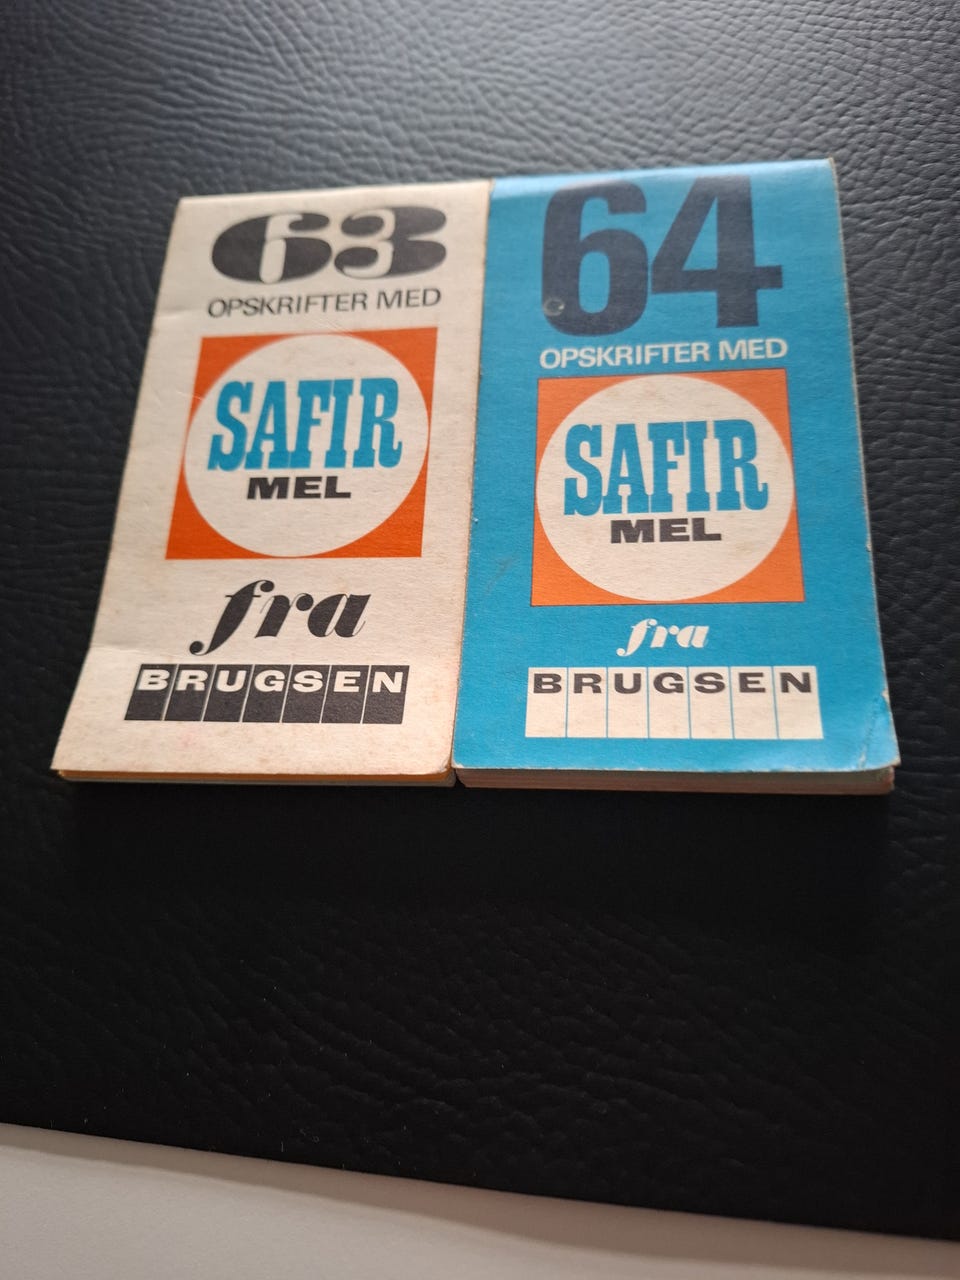 63
OPSKRIFTER MED
SAFIR
MEL
fra
BRUGSEN
64
OPSKRIFTER MED
SAFIR
MEL
fra
BRUGSEN